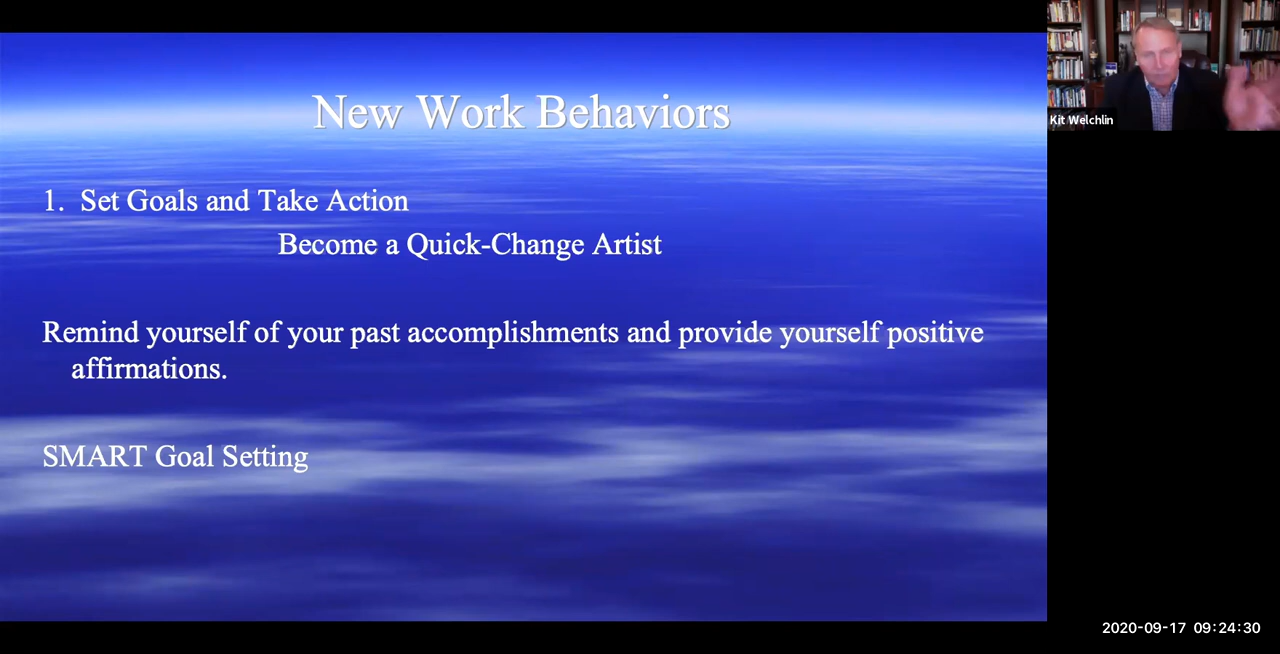 New Work Behaviors
1. Set Goals and Take Action
Become a Quick-Change Artist
Remind yourself of your past accomplishments and provide yourself positive
affirmations.
SMART Goal Setting
Kit Welchlin
2020-09-17 09:24:30